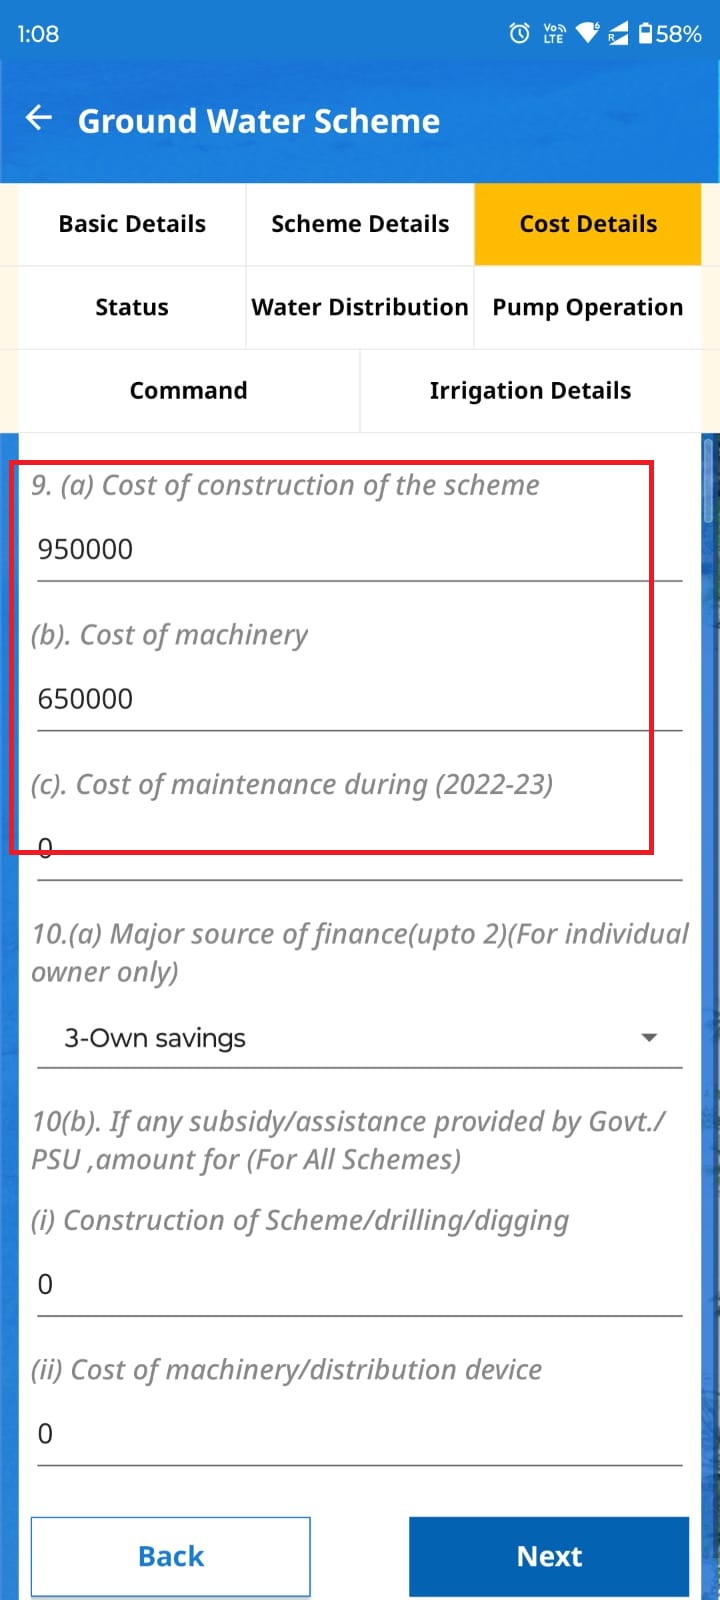 1:08
Vo LTE 6 R 58%
Ground Water Scheme
Basic Details Scheme Details Cost Details
Status Water Distribution Pump Operation
Command Irrigation Details
9. (a) Cost of construction of the scheme
950000
(b). Cost of machinery
650000
(c). Cost of maintenance during (2022-23)
0
10.(a) Major source of finance(upto 2)(For individual
owner only)
3-Own savings
10(b). If any subsidy/assistance provided by Govt./
PSU ,amount for (For All Schemes)
(i) Construction of Scheme/drilling/digging
0
(ii) Cost of machinery/distribution device
0
Back Next